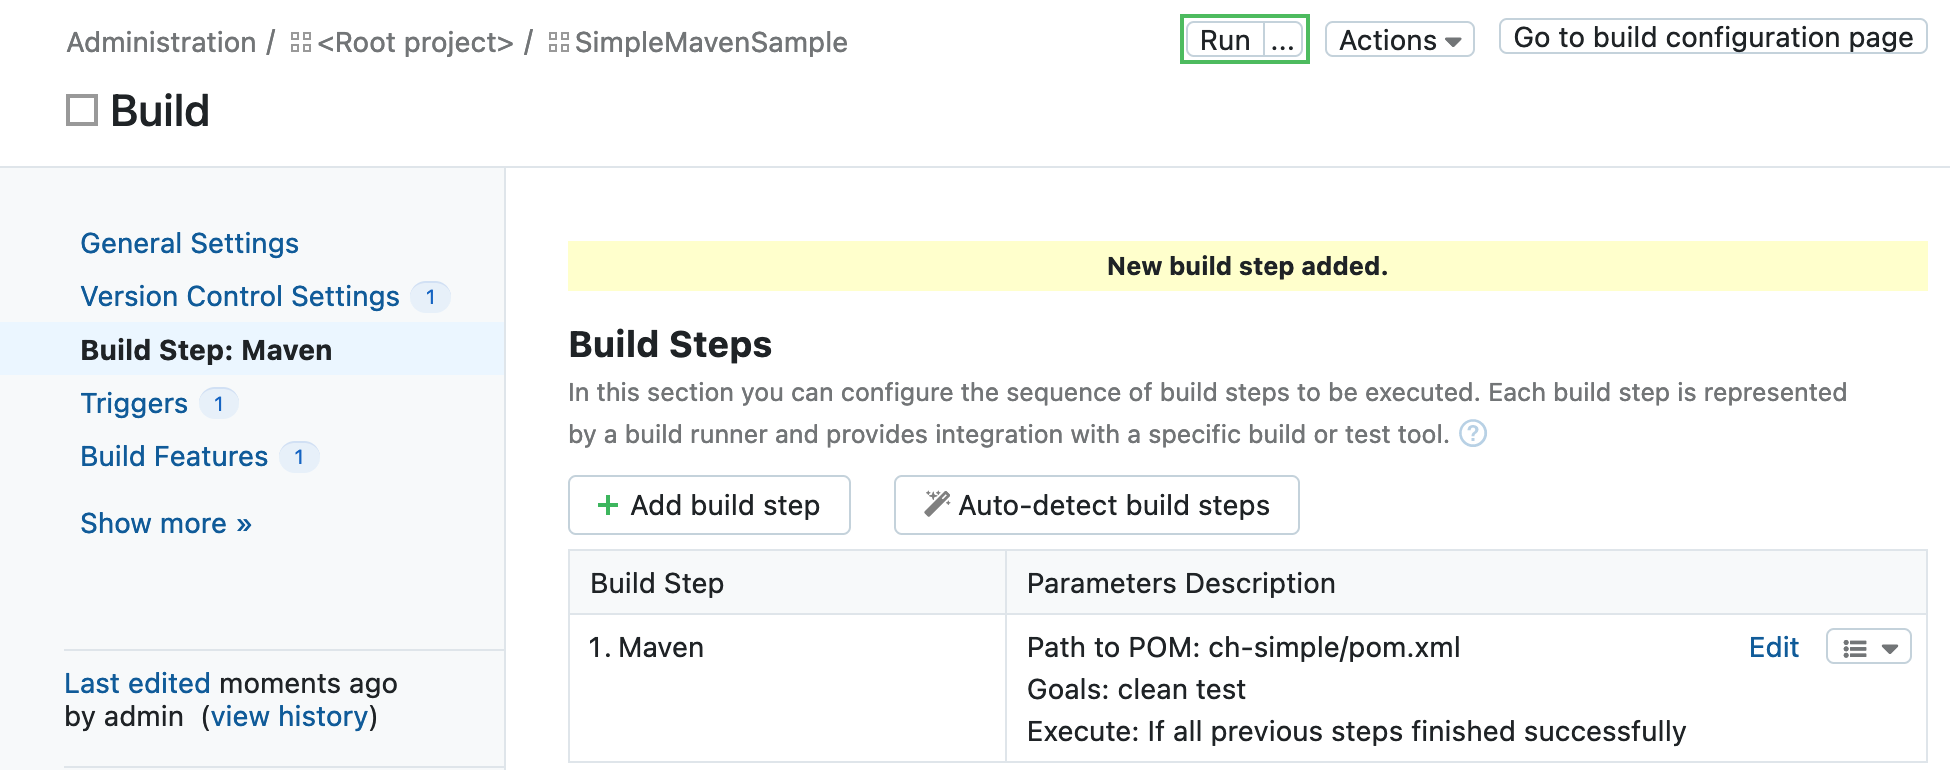 Administration / <Root project> / SimpleMavenSample
Run ... Actions Go to build configuration page
Build
General Settings
Version Control Settings 1
Build Step: Maven
Triggers 1
Build Features 1
Show more »
Last edited moments ago
by admin (view history)
New build step added.
Build Steps
In this section you can configure the sequence of build steps to be executed. Each build step is represented
by a build runner and provides integration with a specific build or test tool. ?
+ Add build step Auto-detect build steps
Build Step Parameters Description
1. Maven Path to POM: ch-simple/pom.xml Edit
Goals: clean test
Execute: If all previous steps finished successfully